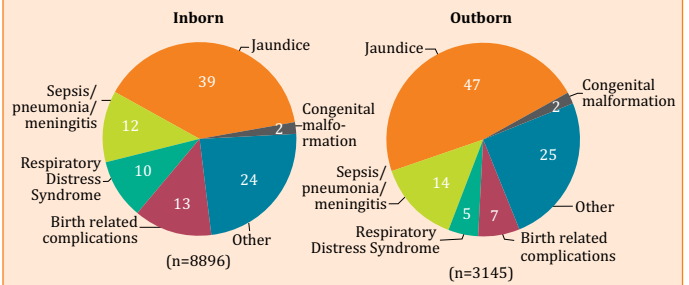 Inborn
Jaundice
39
Sepsis/
pneumonia/
meningitis
12
Congenital
malfo-
rmation
2
Respiratory
Distress
Syndrome
10
24
13
Birth related
complications
Other
(n=8896)
Outborn
Jaundice
47
Congenital
malformation
2
25
Sepsis/
pneumonia/
meningitis
14
Other
5
7
Respiratory
Distress Syndrome
Birth related
complications
(n=3145)